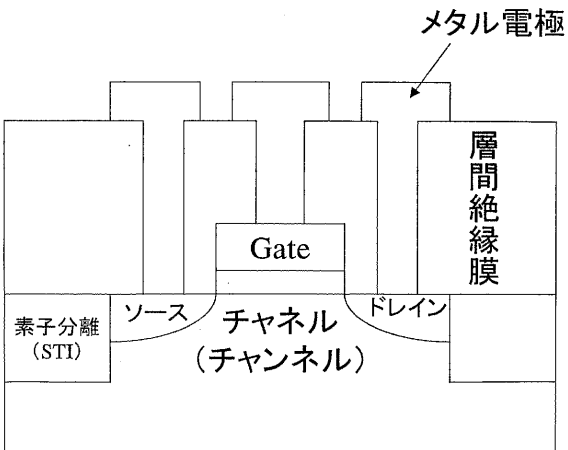 メタル電極
層間絶縁膜
Gate
ソース
ドレイン
チャネル
(チャンネル)
素子分離
(STI)